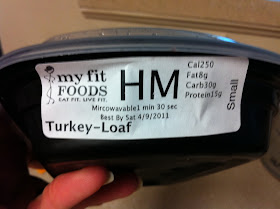 my fit
FOODS
EAT FIT. LIVE FIT.
HM
Cal250
Fat8g
Carb30g
Protein15g
Small
Mircowavable1 min 30 sec
Best By Sat 4/9/2011
Turkey-Loaf